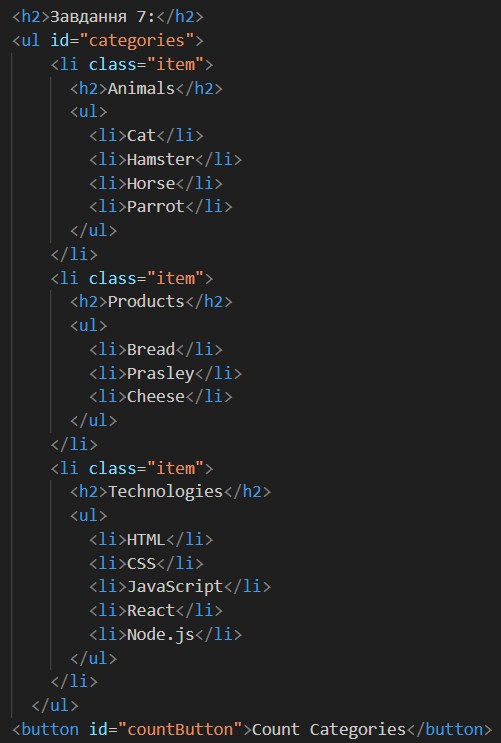 <h2>Завдання 7:</h2>
<ul id="categories">
<li class="item">
<h2>Animals</h2>
<ul>
<li>Cat</li>
<li>Hamster</li>
<li>Horse</li>
<li>Parrot</li>
</ul>
</li>
<li class="item">
<h2>Products</h2>
<ul>
<li>Bread</li>
<li>Prasley</li>
<li>Cheese</li>
</ul>
</li>
<li class="item">
<h2>Technologies</h2>
<ul>
<li>HTML</li>
<li>CSS</li>
<li>JavaScript</li>
<li>React</li>
<li>Node.js</li>
</ul>
</li>
</ul>
<button id="countButton">Count Categories</button>